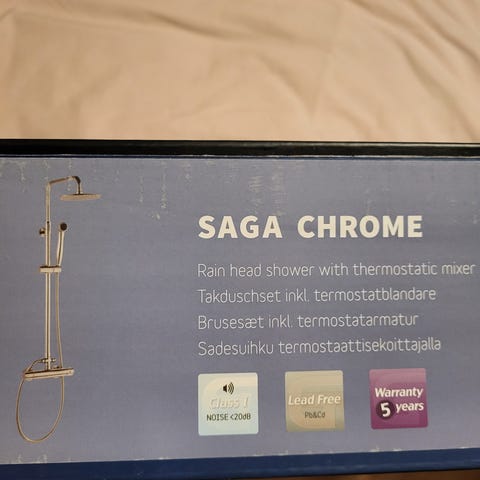 SAGA CHROME
Rain head shower with thermostatic mixer
Takduschset inkl. termostatblandare
Brusesæt inkl. termostatarmatur
Sadesuihku termostaattisekoittajalla
Class I
NOISE <20dB
Lead Free
Pb&Cd
Warranty
5 years